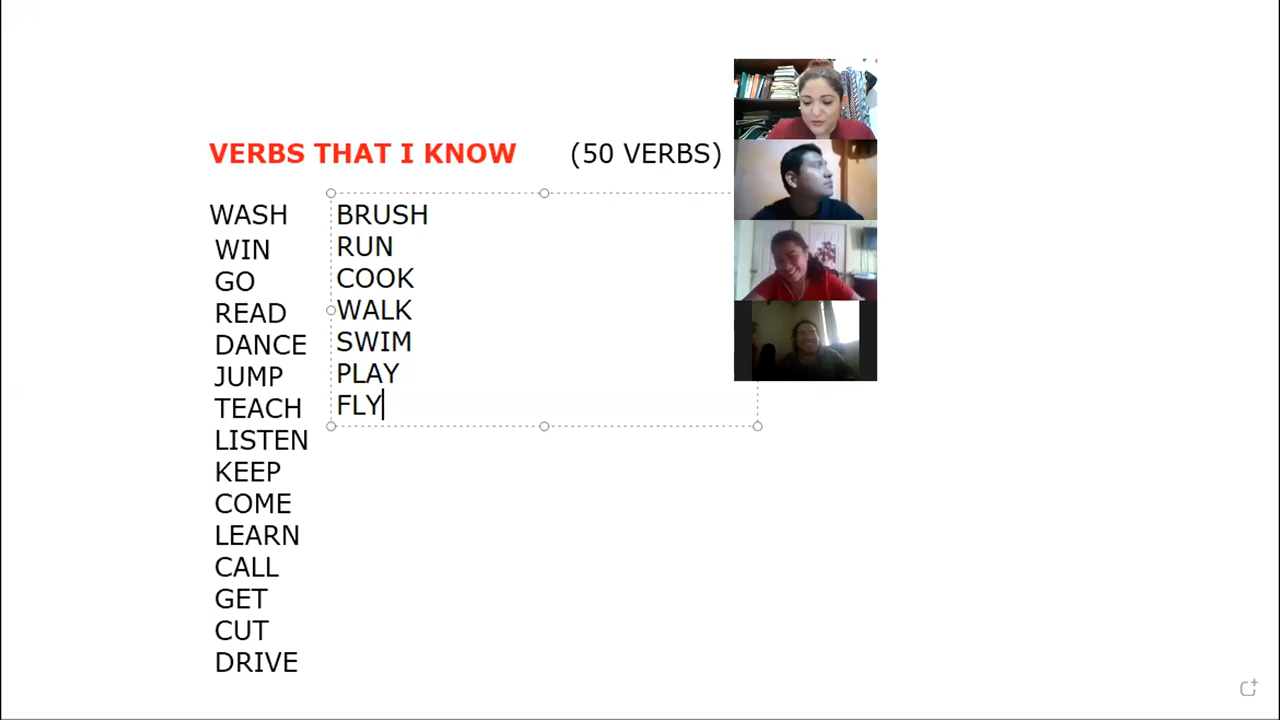 VERBS THAT I KNOW (50 VERBS)
WASH
WIN
GO
READ
DANCE
JUMP
TEACH
LISTEN
KEEP
COME
LEARN
CALL
GET
CUT
DRIVE
BRUSH
RUN
COOK
WALK
SWIM
PLAY
FLY